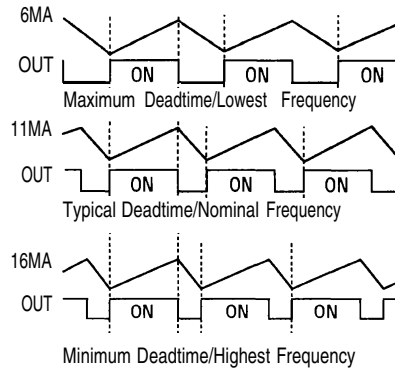 6MA
OUT ON ON ON
Maximum Deadtime/Lowest Frequency
11MA
OUT ON ON ON
Typical Deadtime/Nominal Frequency
16MA
OUT ON ON ON
Minimum Deadtime/Highest Frequency